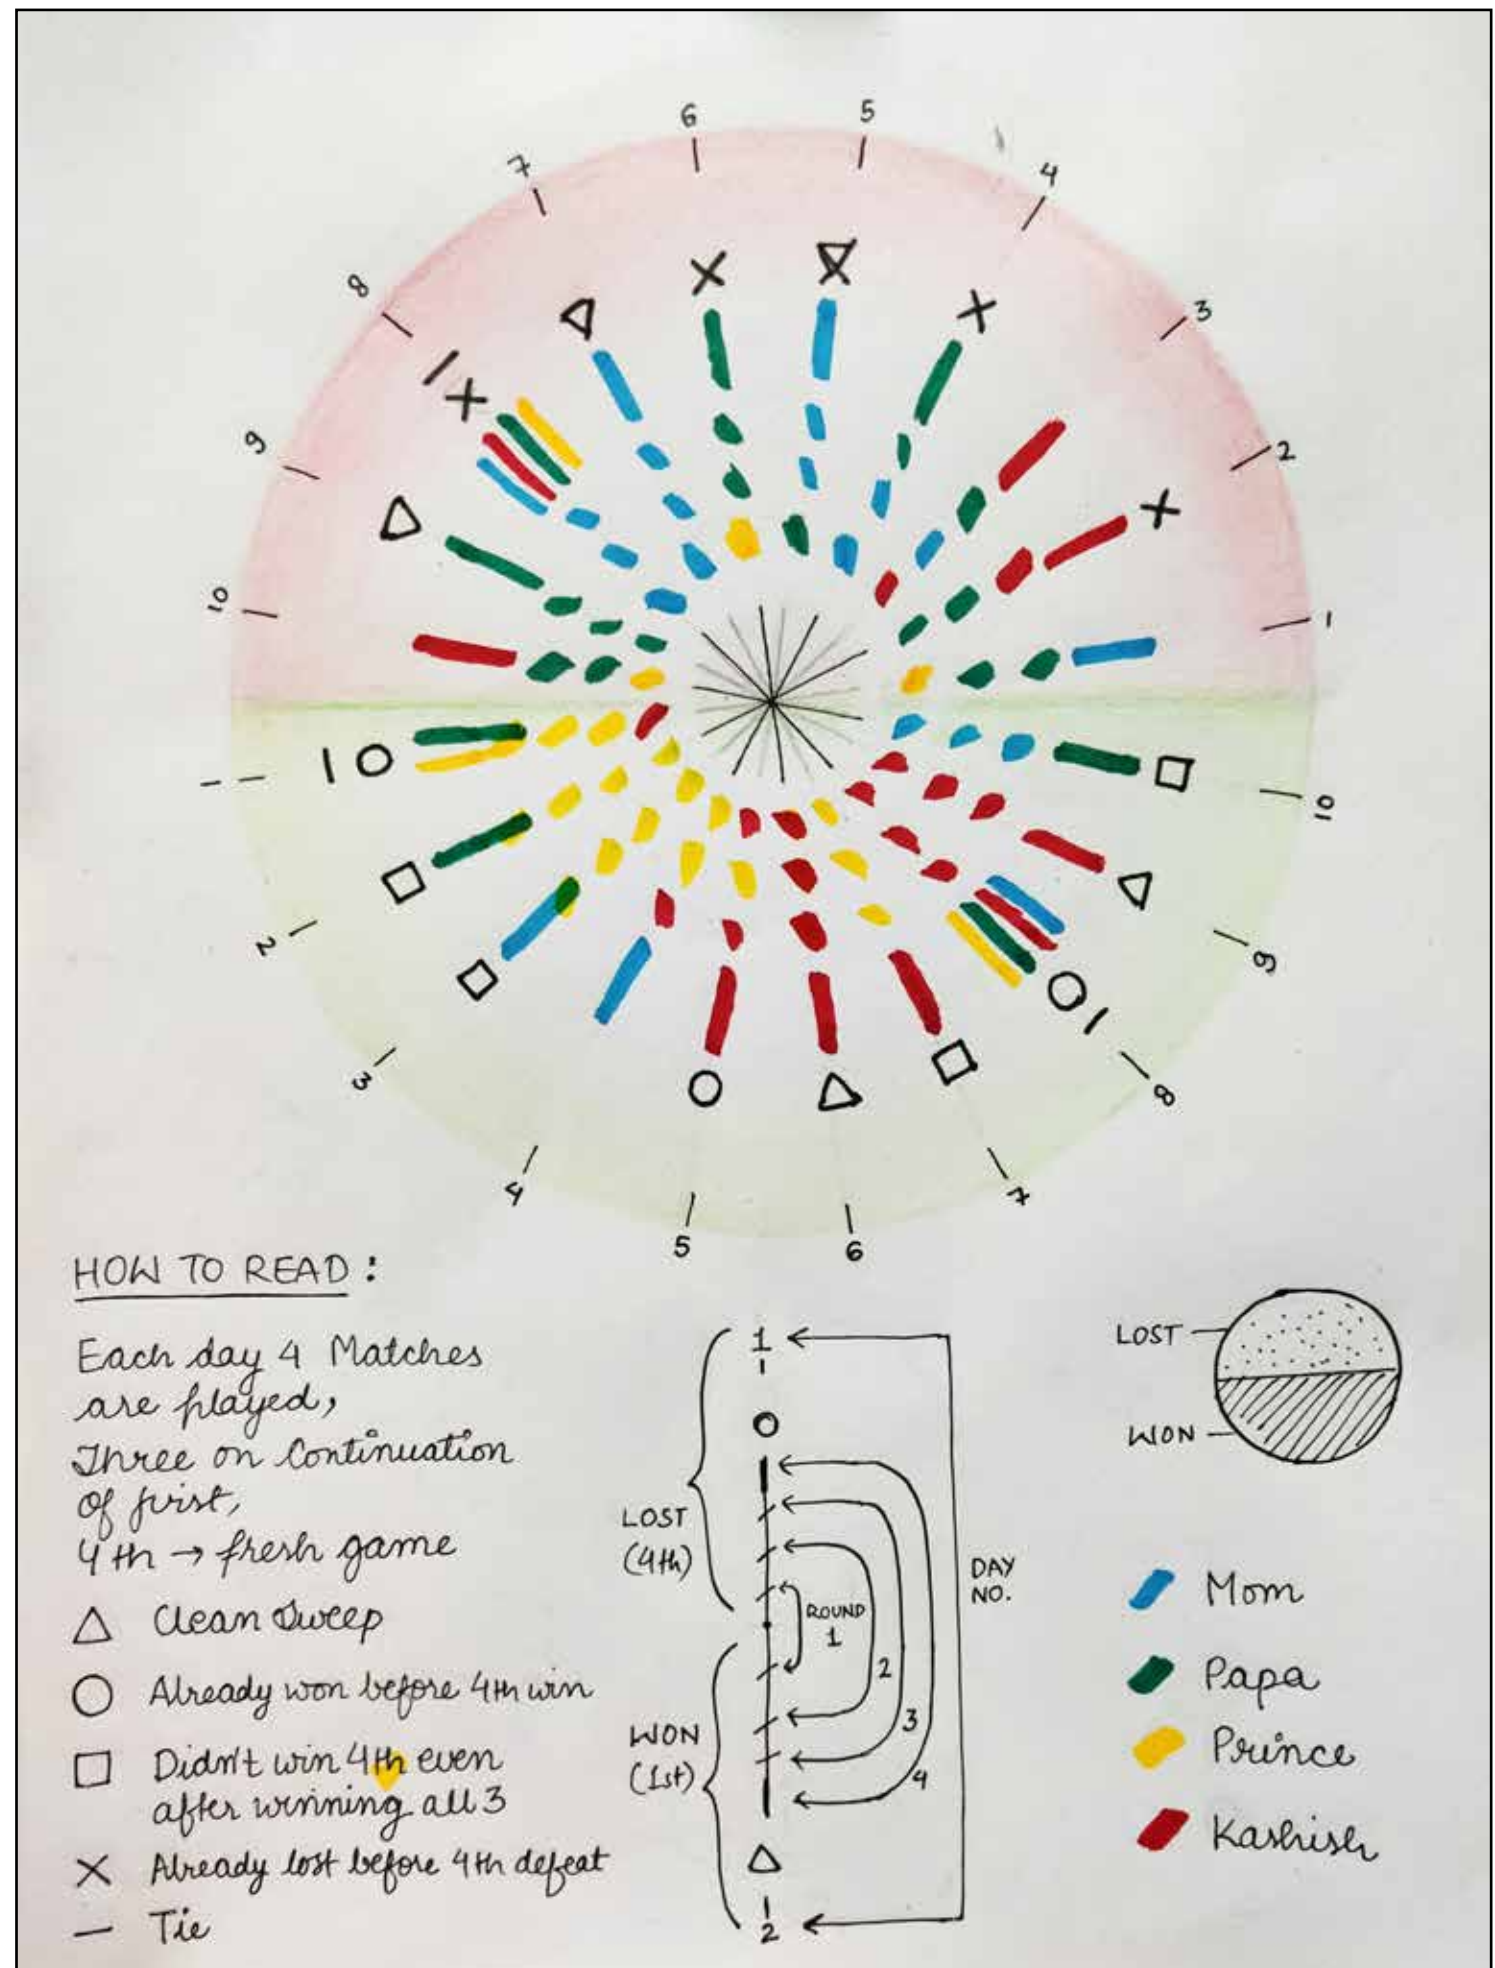 6
5
7
4
8
3
9
2
10
1
10
9
2
8
3
7
4
5
6
HOW TO READ :
Each day 4 Matches
are played,
Three on Continuation
of first,
4th → fresh game
Clean Sweep
Already won before 4th win
Didn't win 4th even
after winning all 3
Already lost before 4th defeat
Tie
1
LOST
(4th)
ROUND
1
2
3
4
WON
(1st)
2
DAY
NO.
LOST
WON
Mom
Papa
Prince
Kashish